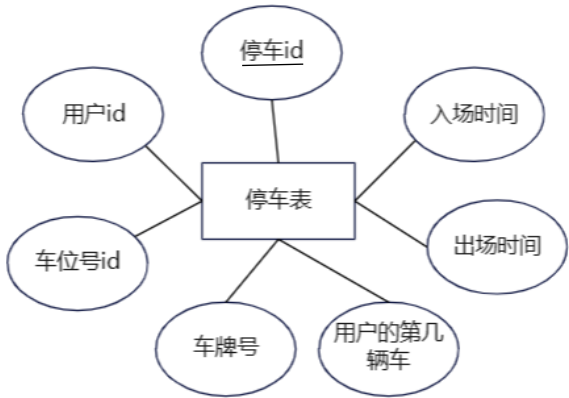 停车id
用户id
入场时间
停车表
车位号id
出场时间
车牌号
用户的第几
辆车